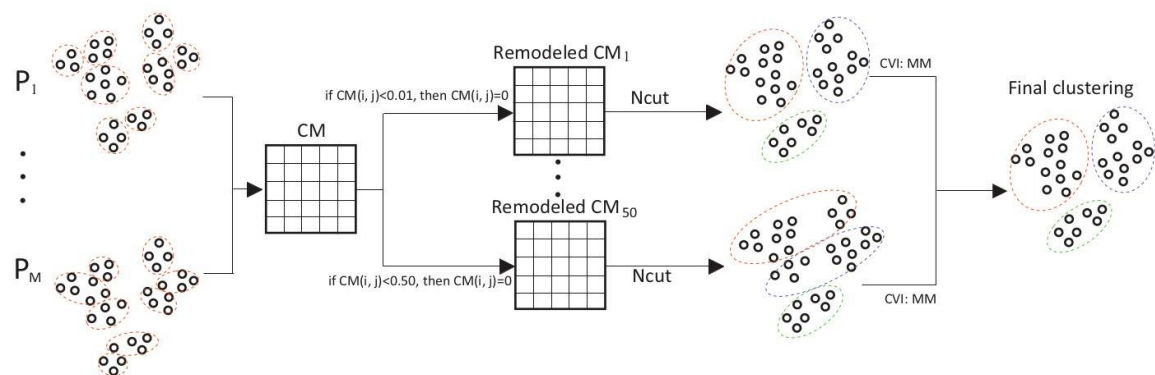 P1
PM
CM
if CM(i, j)<0.01, then CM(i, j)=0
if CM(i, j)<0.50, then CM(i, j)=0
Remodeled CM1
Remodeled CM50
Ncut
Ncut
CVI: MM
CVI: MM
Final clustering